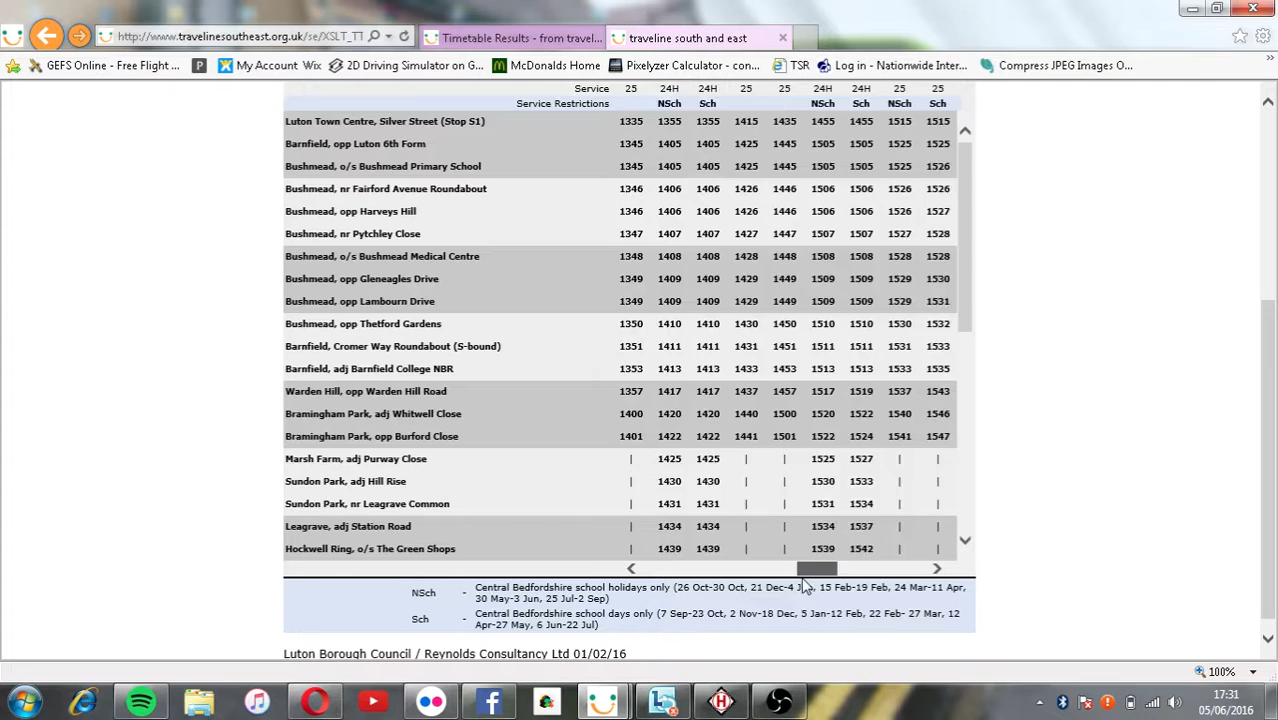 http://www.travelinesoutheast.org.uk/se/XSLT_TT
Timetable Results - from travel...
traveline south and east
GEFS Online - Free Flight ...
P
My Account
Wix
2D Driving Simulator on G...
McDonalds Home
Pixelyzer Calculator - con...
TSR
Log in - Nationwide Inter...
Compress JPEG Images O...
Service 25 24H 24H 25 25 24H 24H 25 25
Service Restrictions NSch Sch NSch Sch NSch Sch
Luton Town Centre, Silver Street (Stop S1) 1335 1355 1355 1415 1435 1455 1455 1515 1515
Barnfield, opp Luton 6th Form 1345 1405 1405 1425 1445 1505 1505 1525 1525
Bushmead, o/s Bushmead Primary School 1345 1405 1405 1425 1445 1505 1505 1525 1526
Bushmead, nr Fairford Avenue Roundabout 1346 1406 1406 1426 1446 1506 1506 1526 1526
Bushmead, opp Harveys Hill 1346 1406 1406 1426 1446 1506 1506 1526 1527
Bushmead, nr Pytchley Close 1347 1407 1407 1427 1447 1507 1507 1527 1528
Bushmead, o/s Bushmead Medical Centre 1348 1408 1408 1428 1448 1508 1508 1528 1528
Bushmead, opp Gleneagles Drive 1349 1409 1409 1429 1449 1509 1509 1529 1530
Bushmead, opp Lambourn Drive 1349 1409 1409 1429 1449 1509 1509 1529 1531
Bushmead, opp Thetford Gardens 1350 1410 1410 1430 1450 1510 1510 1530 1532
Barnfield, Cromer Way Roundabout (S-bound) 1351 1411 1411 1431 1451 1511 1511 1531 1533
Barnfield, adj Barnfield College NBR 1353 1413 1413 1433 1453 1513 1513 1533 1535
Warden Hill, opp Warden Hill Road 1357 1417 1417 1437 1457 1517 1519 1537 1543
Bramingham Park, adj Whitwell Close 1400 1420 1420 1440 1500 1520 1522 1540 1546
Bramingham Park, opp Burford Close 1401 1422 1422 1441 1501 1522 1524 1541 1547
Marsh Farm, adj Purway Close | 1425 1425 | | 1525 1527 | |
Sundon Park, adj Hill Rise | 1430 1430 | | 1530 1533 | |
Sundon Park, nr Leagrave Common | 1431 1431 | | 1531 1534 | |
Leagrave, adj Station Road | 1434 1434 | | 1534 1537 | |
Hockwell Ring, o/s The Green Shops | 1439 1439 | | 1539 1542 | |
NSch - Central Bedfordshire school holidays only (26 Oct-30 Oct, 21 Dec-4 Jan, 15 Feb-19 Feb, 24 Mar-11 Apr,
30 May-3 Jun, 25 Jul-2 Sep)
Sch - Central Bedfordshire school days only (7 Sep-23 Oct, 2 Nov-18 Dec, 5 Jan-12 Feb, 22 Feb- 27 Mar, 12
Apr-27 May, 6 Jun-22 Jul)
Luton Borough Council / Reynolds Consultancy Ltd 01/02/16
100%
17:31
05/06/2016